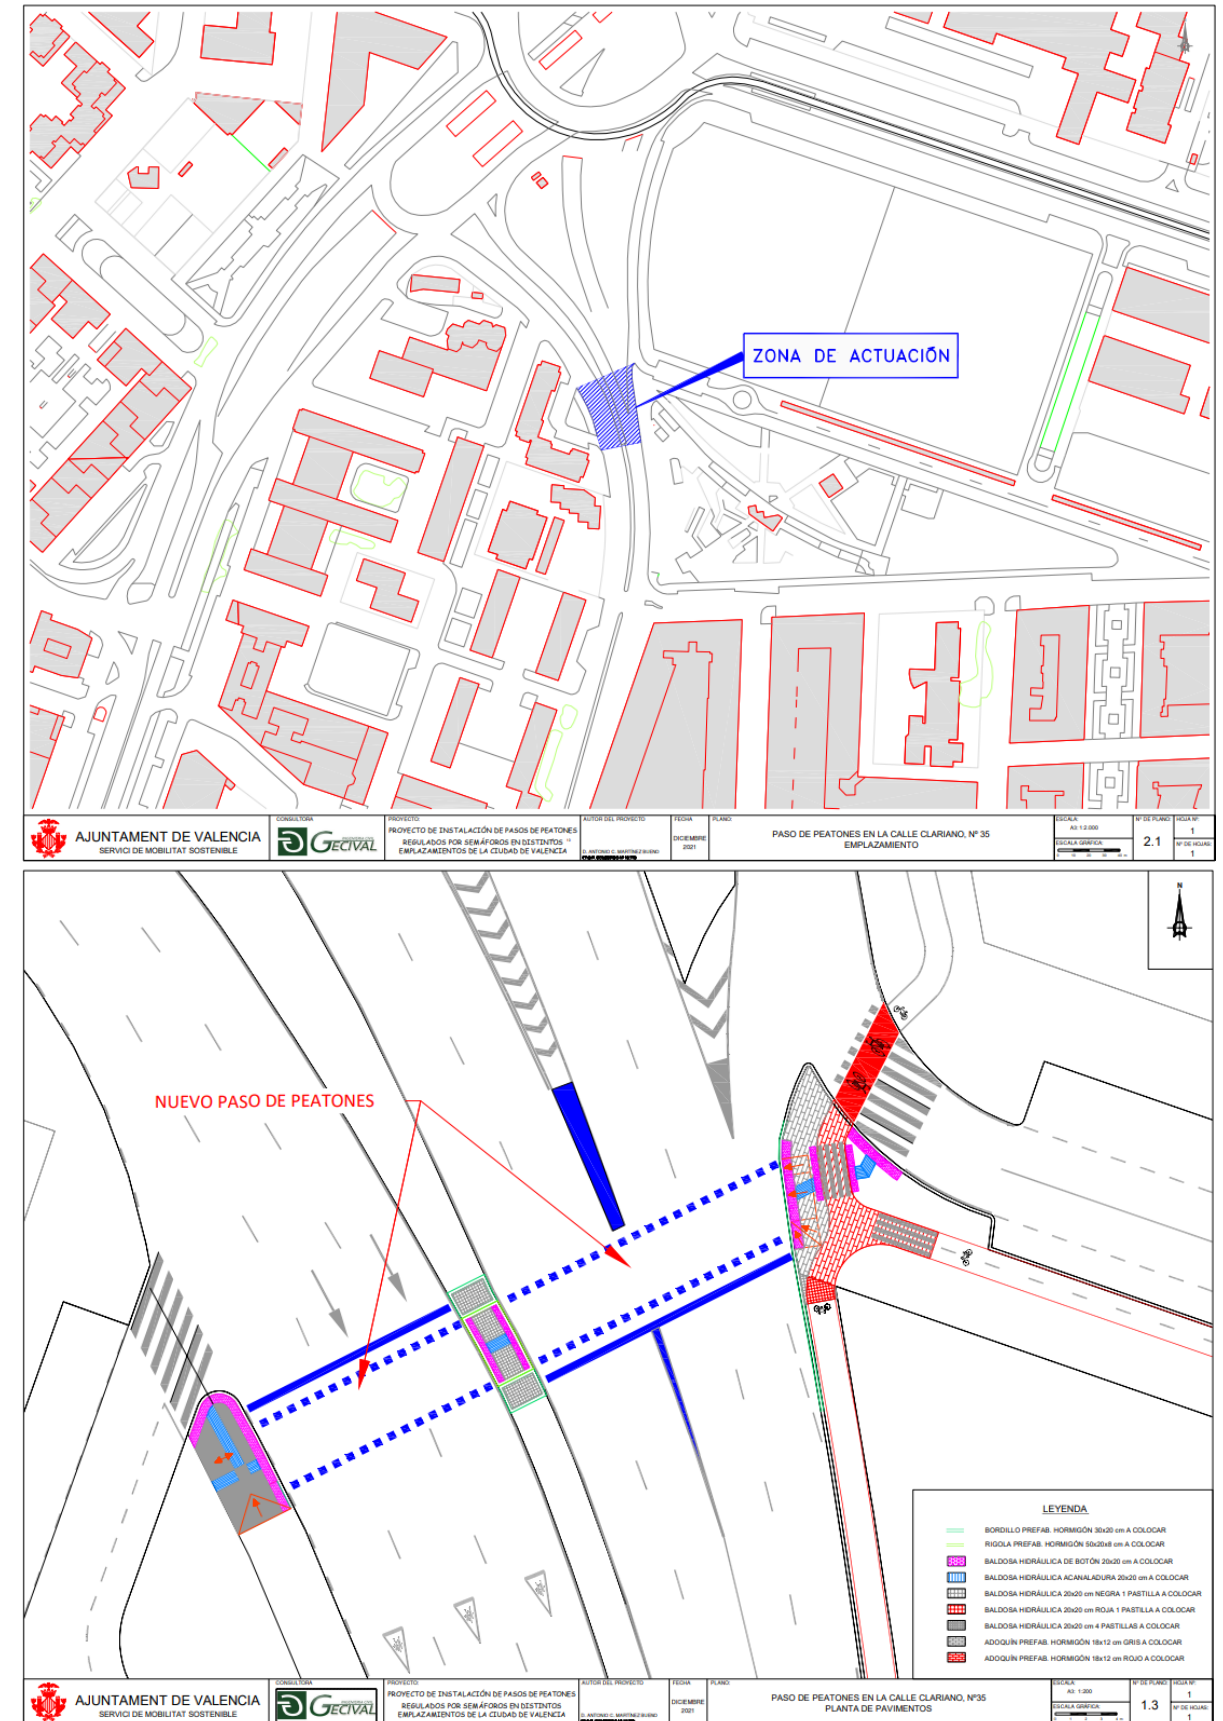 ZONA DE ACTUACIÓN
AJUNTAMENT DE VALENCIA
SERVICI DE MOBILITAT SOSTENIBLE
CONSULTORA
GECIVAL
PROYECTO:
PROYECTO DE INSTALACIÓN DE PASOS DE PEATONES
REGULADOS POR SEMÁFOROS EN DISTINTOS
EMPLAZAMIENTOS DE LA CIUDAD DE VALENCIA
AUTOR DEL PROYECTO
D. ANTONIO C. MARTÍNEZ BUENO
FECHA
DICIEMBRE
2021
PLANO:
PASO DE PEATONES EN LA CALLE CLARIANO, Nº 35
EMPLAZAMIENTO
ESCALA:
A3: 1:2.000
ESCALA GRÁFICA:
Nº DE PLANO:
2.1
HOJA Nº:
1
Nº DE HOJAS:
1
N
NUEVO PASO DE PEATONES
LEYENDA
BORDILLO PREFAB. HORMIGÓN 30x20 cm A COLOCAR
RIGOLA PREFAB. HORMIGÓN 50x20x8 cm A COLOCAR
BALDOSA HIDRÁULICA DE BOTÓN 20x20 cm A COLOCAR
BALDOSA HIDRÁULICA ACANALADURA 20x20 cm A COLOCAR
BALDOSA HIDRÁULICA 20x20 cm NEGRA 1 PASTILLA A COLOCAR
BALDOSA HIDRÁULICA 20x20 cm ROJA 1 PASTILLA A COLOCAR
BALDOSA HIDRÁULICA 20x20 cm 4 PASTILLAS A COLOCAR
ADOQUÍN PREFAB. HORMIGÓN 18x12 cm GRIS A COLOCAR
ADOQUÍN PREFAB. HORMIGÓN 18x12 cm ROJO A COLOCAR
AJUNTAMENT DE VALENCIA
SERVICI DE MOBILITAT SOSTENIBLE
CONSULTORA
GECIVAL
PROYECTO:
PROYECTO DE INSTALACIÓN DE PASOS DE PEATONES
REGULADOS POR SEMÁFOROS EN DISTINTOS
EMPLAZAMIENTOS DE LA CIUDAD DE VALENCIA
AUTOR DEL PROYECTO
D. ANTONIO C. MARTÍNEZ BUENO
FECHA
DICIEMBRE
2021
PLANO:
PASO DE PEATONES EN LA CALLE CLARIANO, Nº35
PLANTA DE PAVIMENTOS
ESCALA:
A3: 1:200
ESCALA GRÁFICA:
Nº DE PLANO:
1.3
HOJA Nº:
1
Nº DE HOJAS:
1